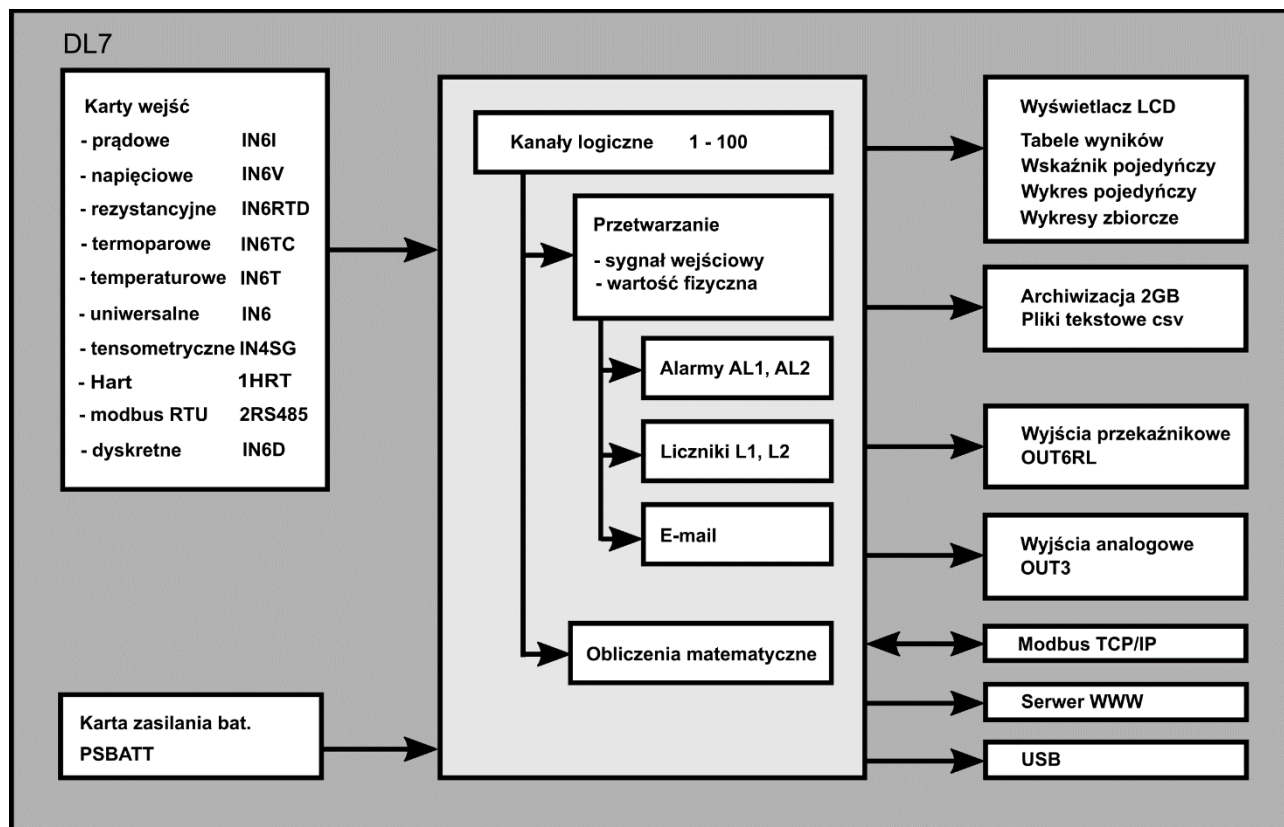 DL7
Karty wejść
- prądowe IN6I
- napięciowe IN6V
- rezystancyjne IN6RTD
- termoparowe IN6TC
- temperaturowe IN6T
- uniwersalne IN6
- tensometryczne IN4SG
- Hart 1HRT
- modbus RTU 2RS485
- dyskretne IN6D
Karta zasilania bat.
PSBATT
Kanały logiczne 1 - 100
Przetwarzanie
- sygnał wejściowy
- wartość fizyczna
Alarmy AL1, AL2
Liczniki L1, L2
E-mail
Obliczenia matematyczne
Wyświetlacz LCD
Tabele wyników
Wskaźnik pojedyńczy
Wykres pojedyńczy
Wykresy zbiorcze
Archiwizacja 2GB
Pliki tekstowe csv
Wyjścia przekaźnikowe
OUT6RL
Wyjścia analogowe
OUT3
Modbus TCP/IP
Serwer WWW
USB